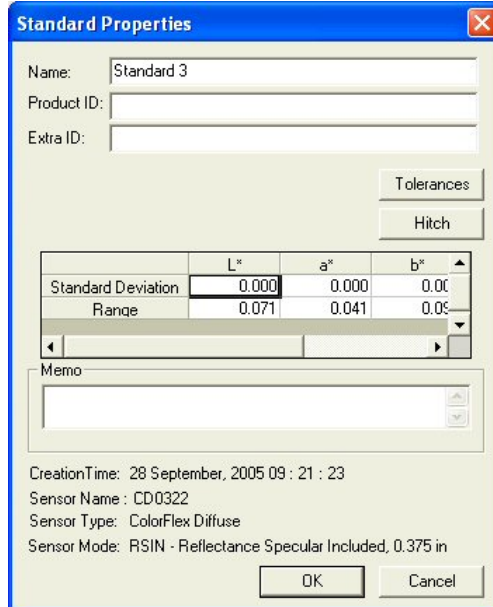 Standard Properties
Name: Standard 3
Product ID:
Extra ID:
Tolerances
Hitch
L* a* b*
Standard Deviation 0.000 0.000 0.00
Range 0.071 0.041
Memo
CreationTime: 28 September, 2005 09 : 21 : 23
Sensor Name : CD0322
Sensor Type: ColorFlex Diffuse
Sensor Mode: RSIN - Reflectance Specular Included, 0.375 in
OK Cancel